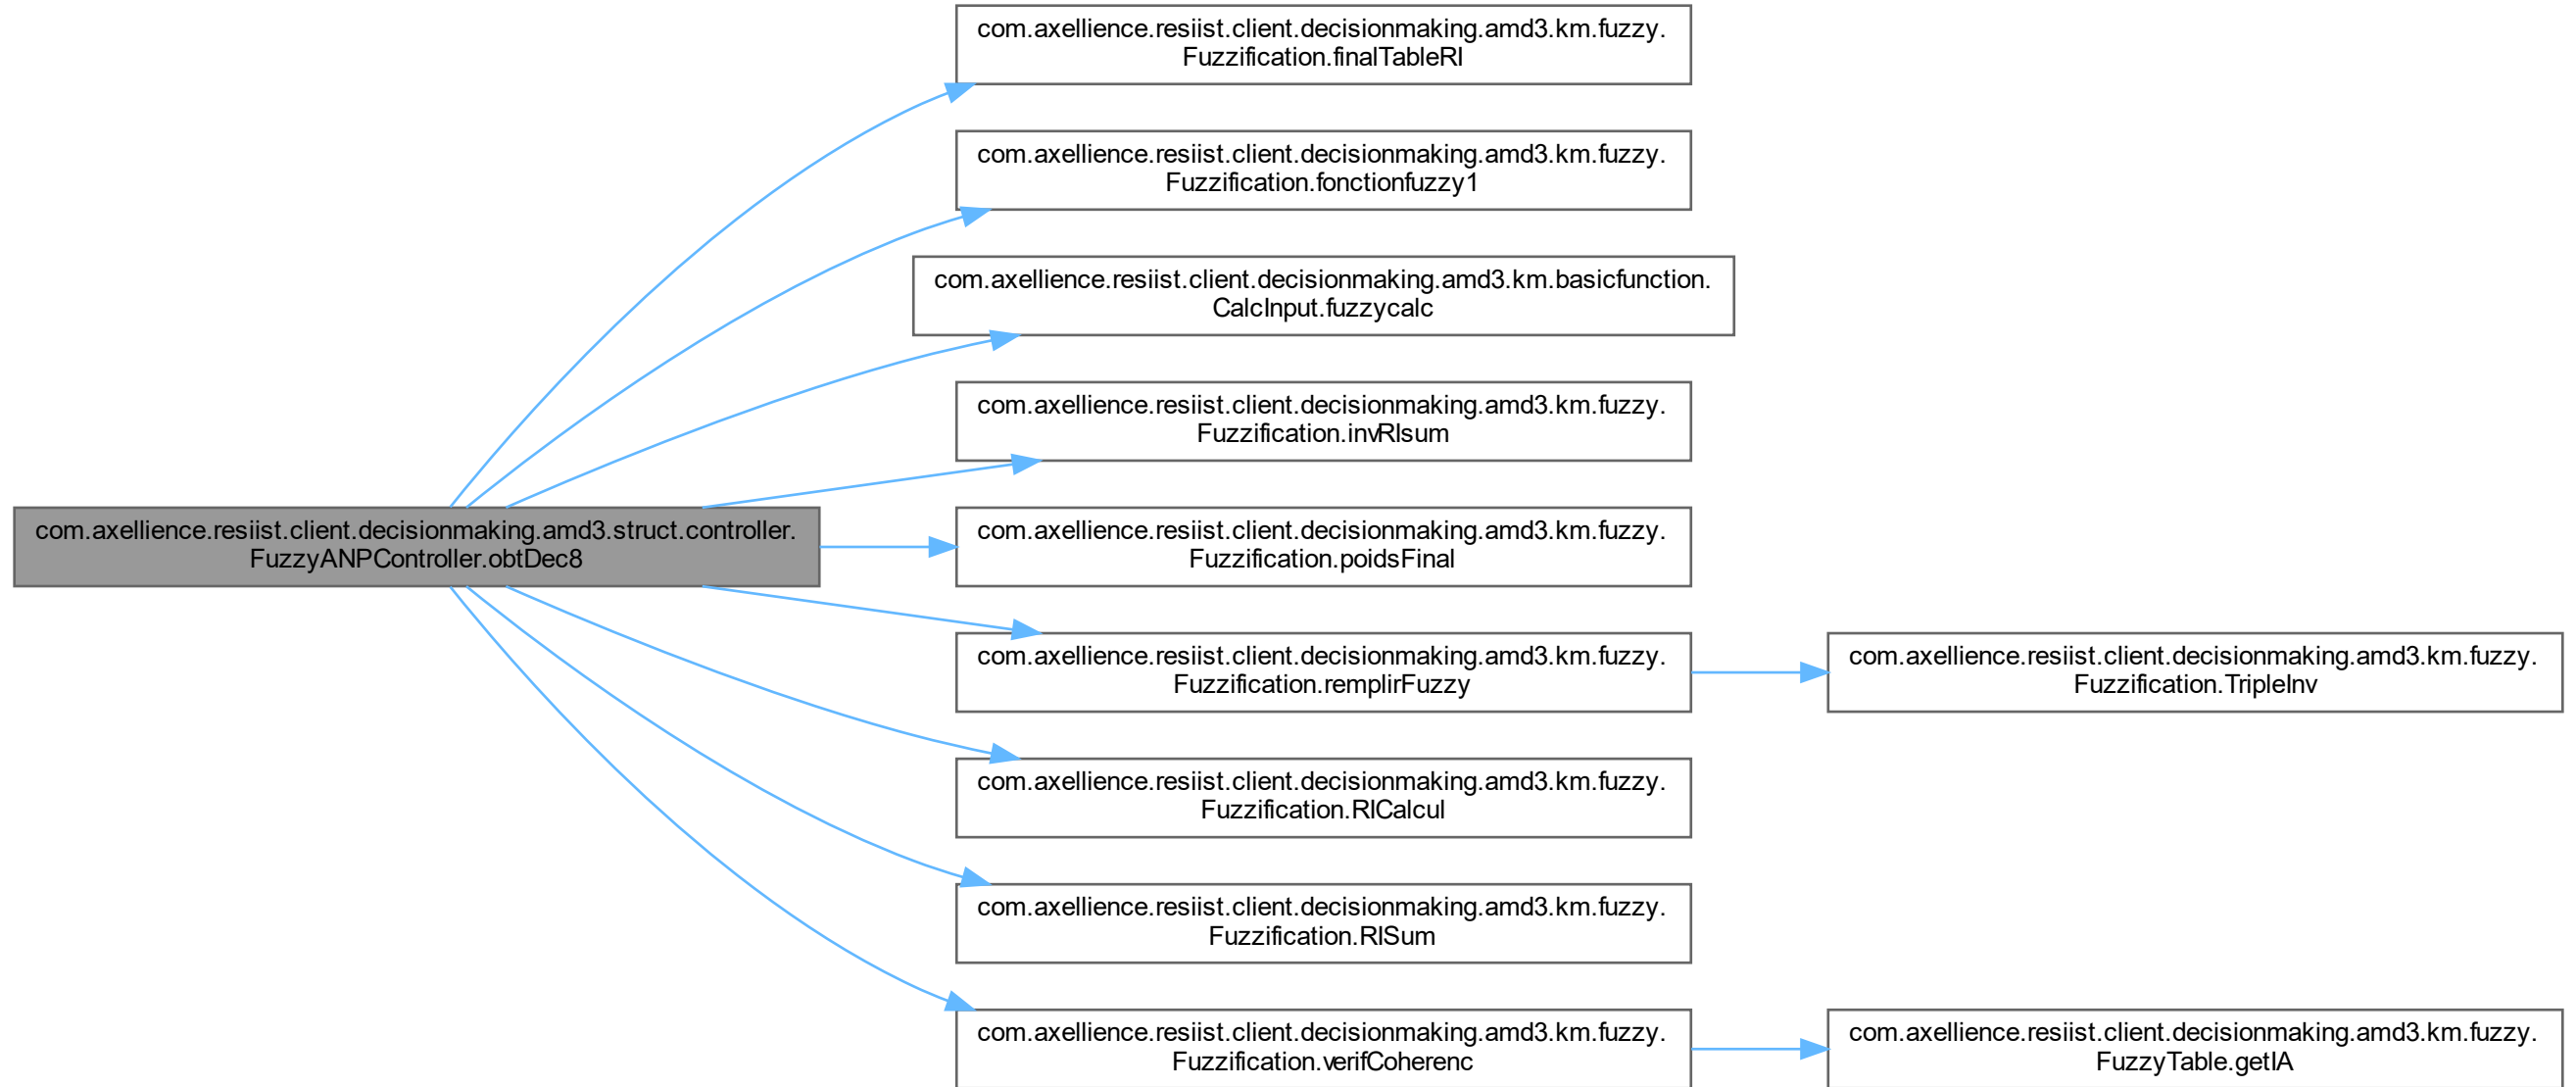 com.axellience.resiist.client.decisionmaking.amd3.struct.controller.
FuzzyANPController.obtDec8
com.axellience.resiist.client.decisionmaking.amd3.km.fuzzy.
Fuzzification.finalTableRI
com.axellience.resiist.client.decisionmaking.amd3.km.fuzzy.
Fuzzification.fonctionfuzzy1
com.axellience.resiist.client.decisionmaking.amd3.km.basicfunction.
CalcInput.fuzzycalc
com.axellience.resiist.client.decisionmaking.amd3.km.fuzzy.
Fuzzification.invRIsum
com.axellience.resiist.client.decisionmaking.amd3.km.fuzzy.
Fuzzification.poidsFinal
com.axellience.resiist.client.decisionmaking.amd3.km.fuzzy.
Fuzzification.remplirFuzzy
com.axellience.resiist.client.decisionmaking.amd3.km.fuzzy.
Fuzzification.TripleInv
com.axellience.resiist.client.decisionmaking.amd3.km.fuzzy.
Fuzzification.RICalcul
com.axellience.resiist.client.decisionmaking.amd3.km.fuzzy.
Fuzzification.RISum
com.axellience.resiist.client.decisionmaking.amd3.km.fuzzy.
Fuzzification.verifCoherenc
com.axellience.resiist.client.decisionmaking.amd3.km.fuzzy.
FuzzyTable.getIA